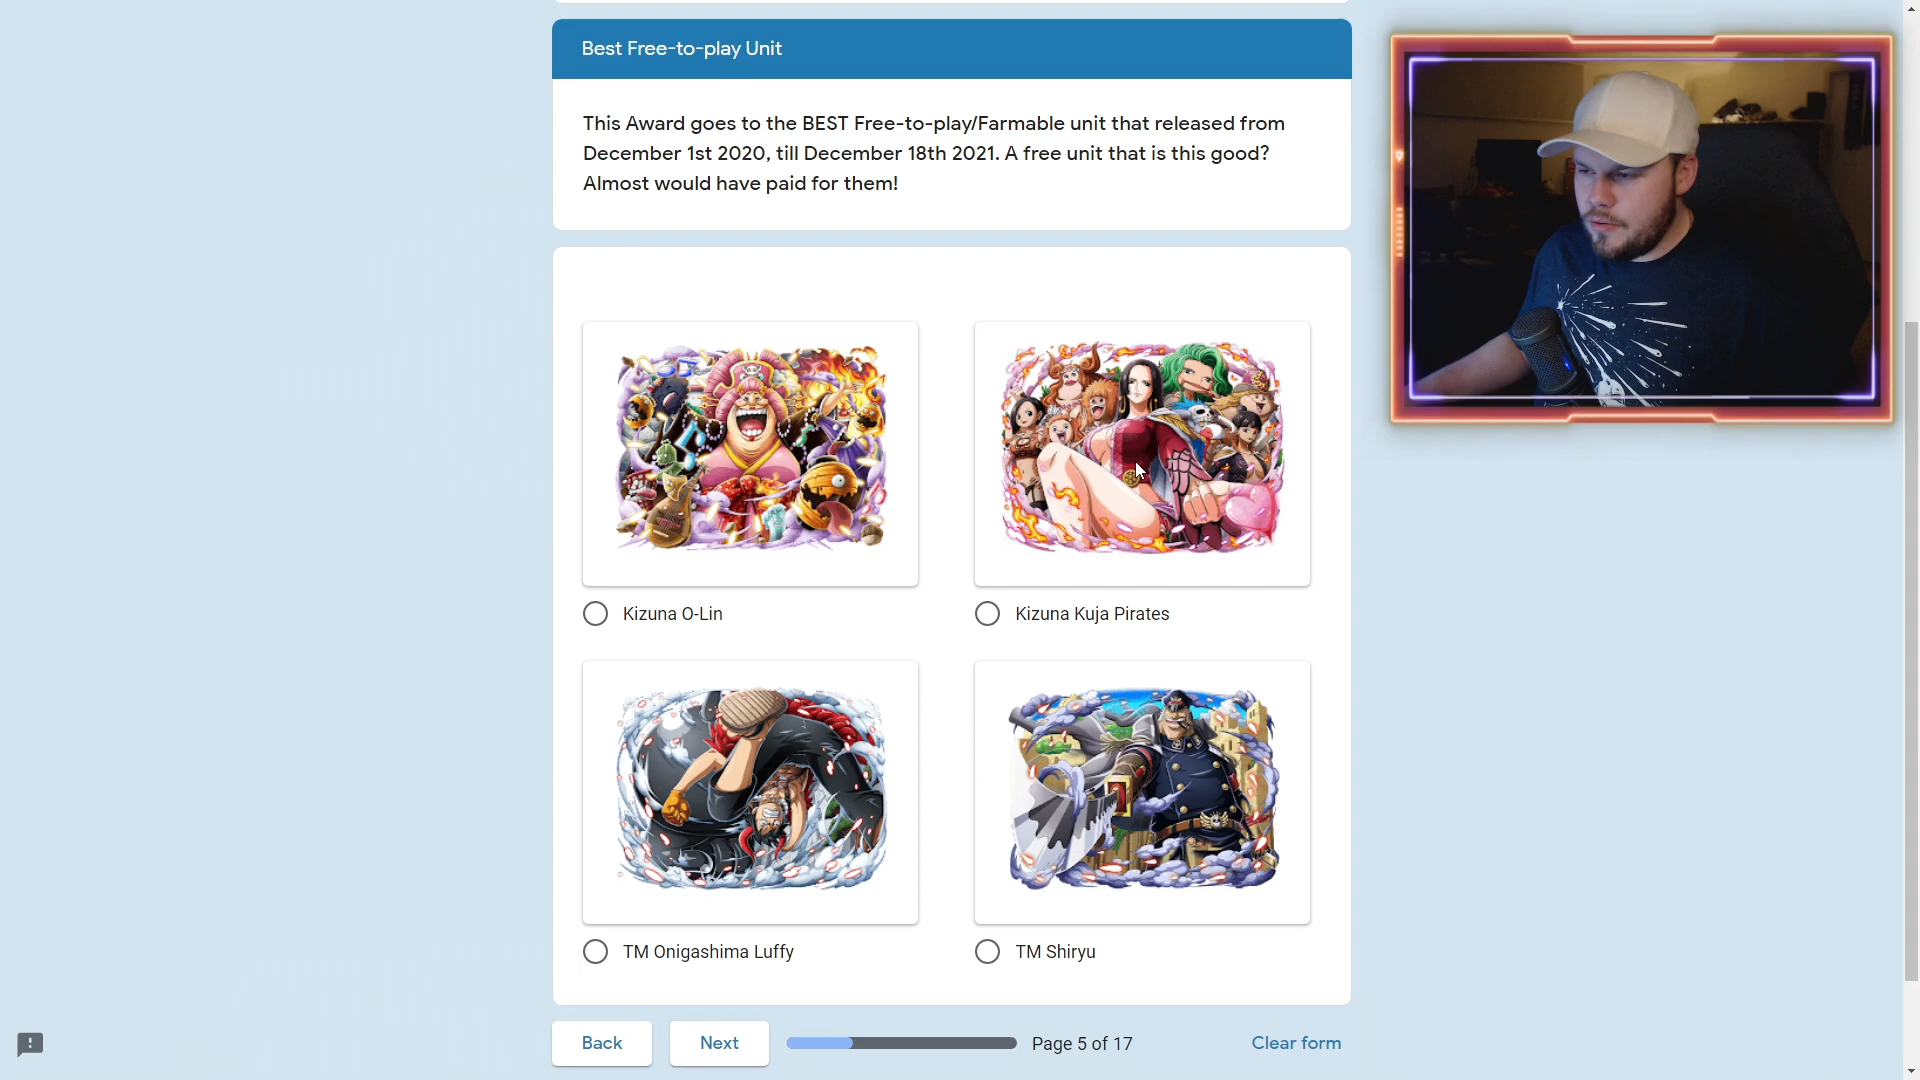 Best Free-to-play Unit
This Award goes to the BEST Free-to-play/Farmable unit that released from
December 1st 2020, till December 18th 2021. A free unit that is this good?
Almost would have paid for them!
Kizuna O-Lin
Kizuna Kuja Pirates
TM Onigashima Luffy
TM Shiryu
Back
Next
Page 5 of 17
Clear form